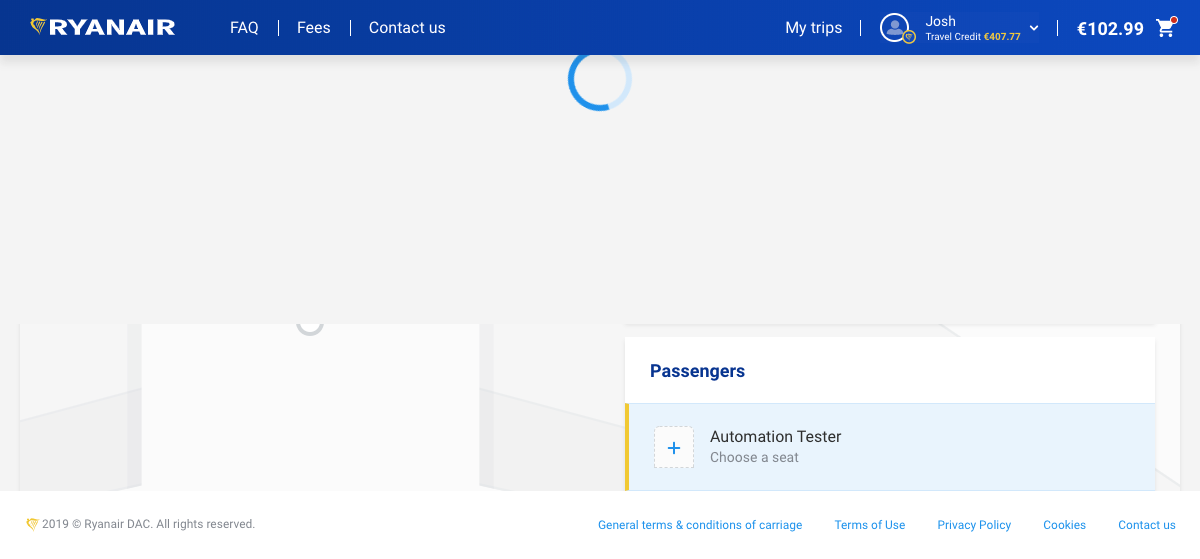 RYANAIR
FAQ
Fees
Contact us
My trips
Josh
Travel Credit €407.77
€102.99
Passengers
Automation Tester
Choose a seat
2019 © Ryanair DAC. All rights reserved.
General terms & conditions of carriage
Terms of Use
Privacy Policy
Cookies
Contact us